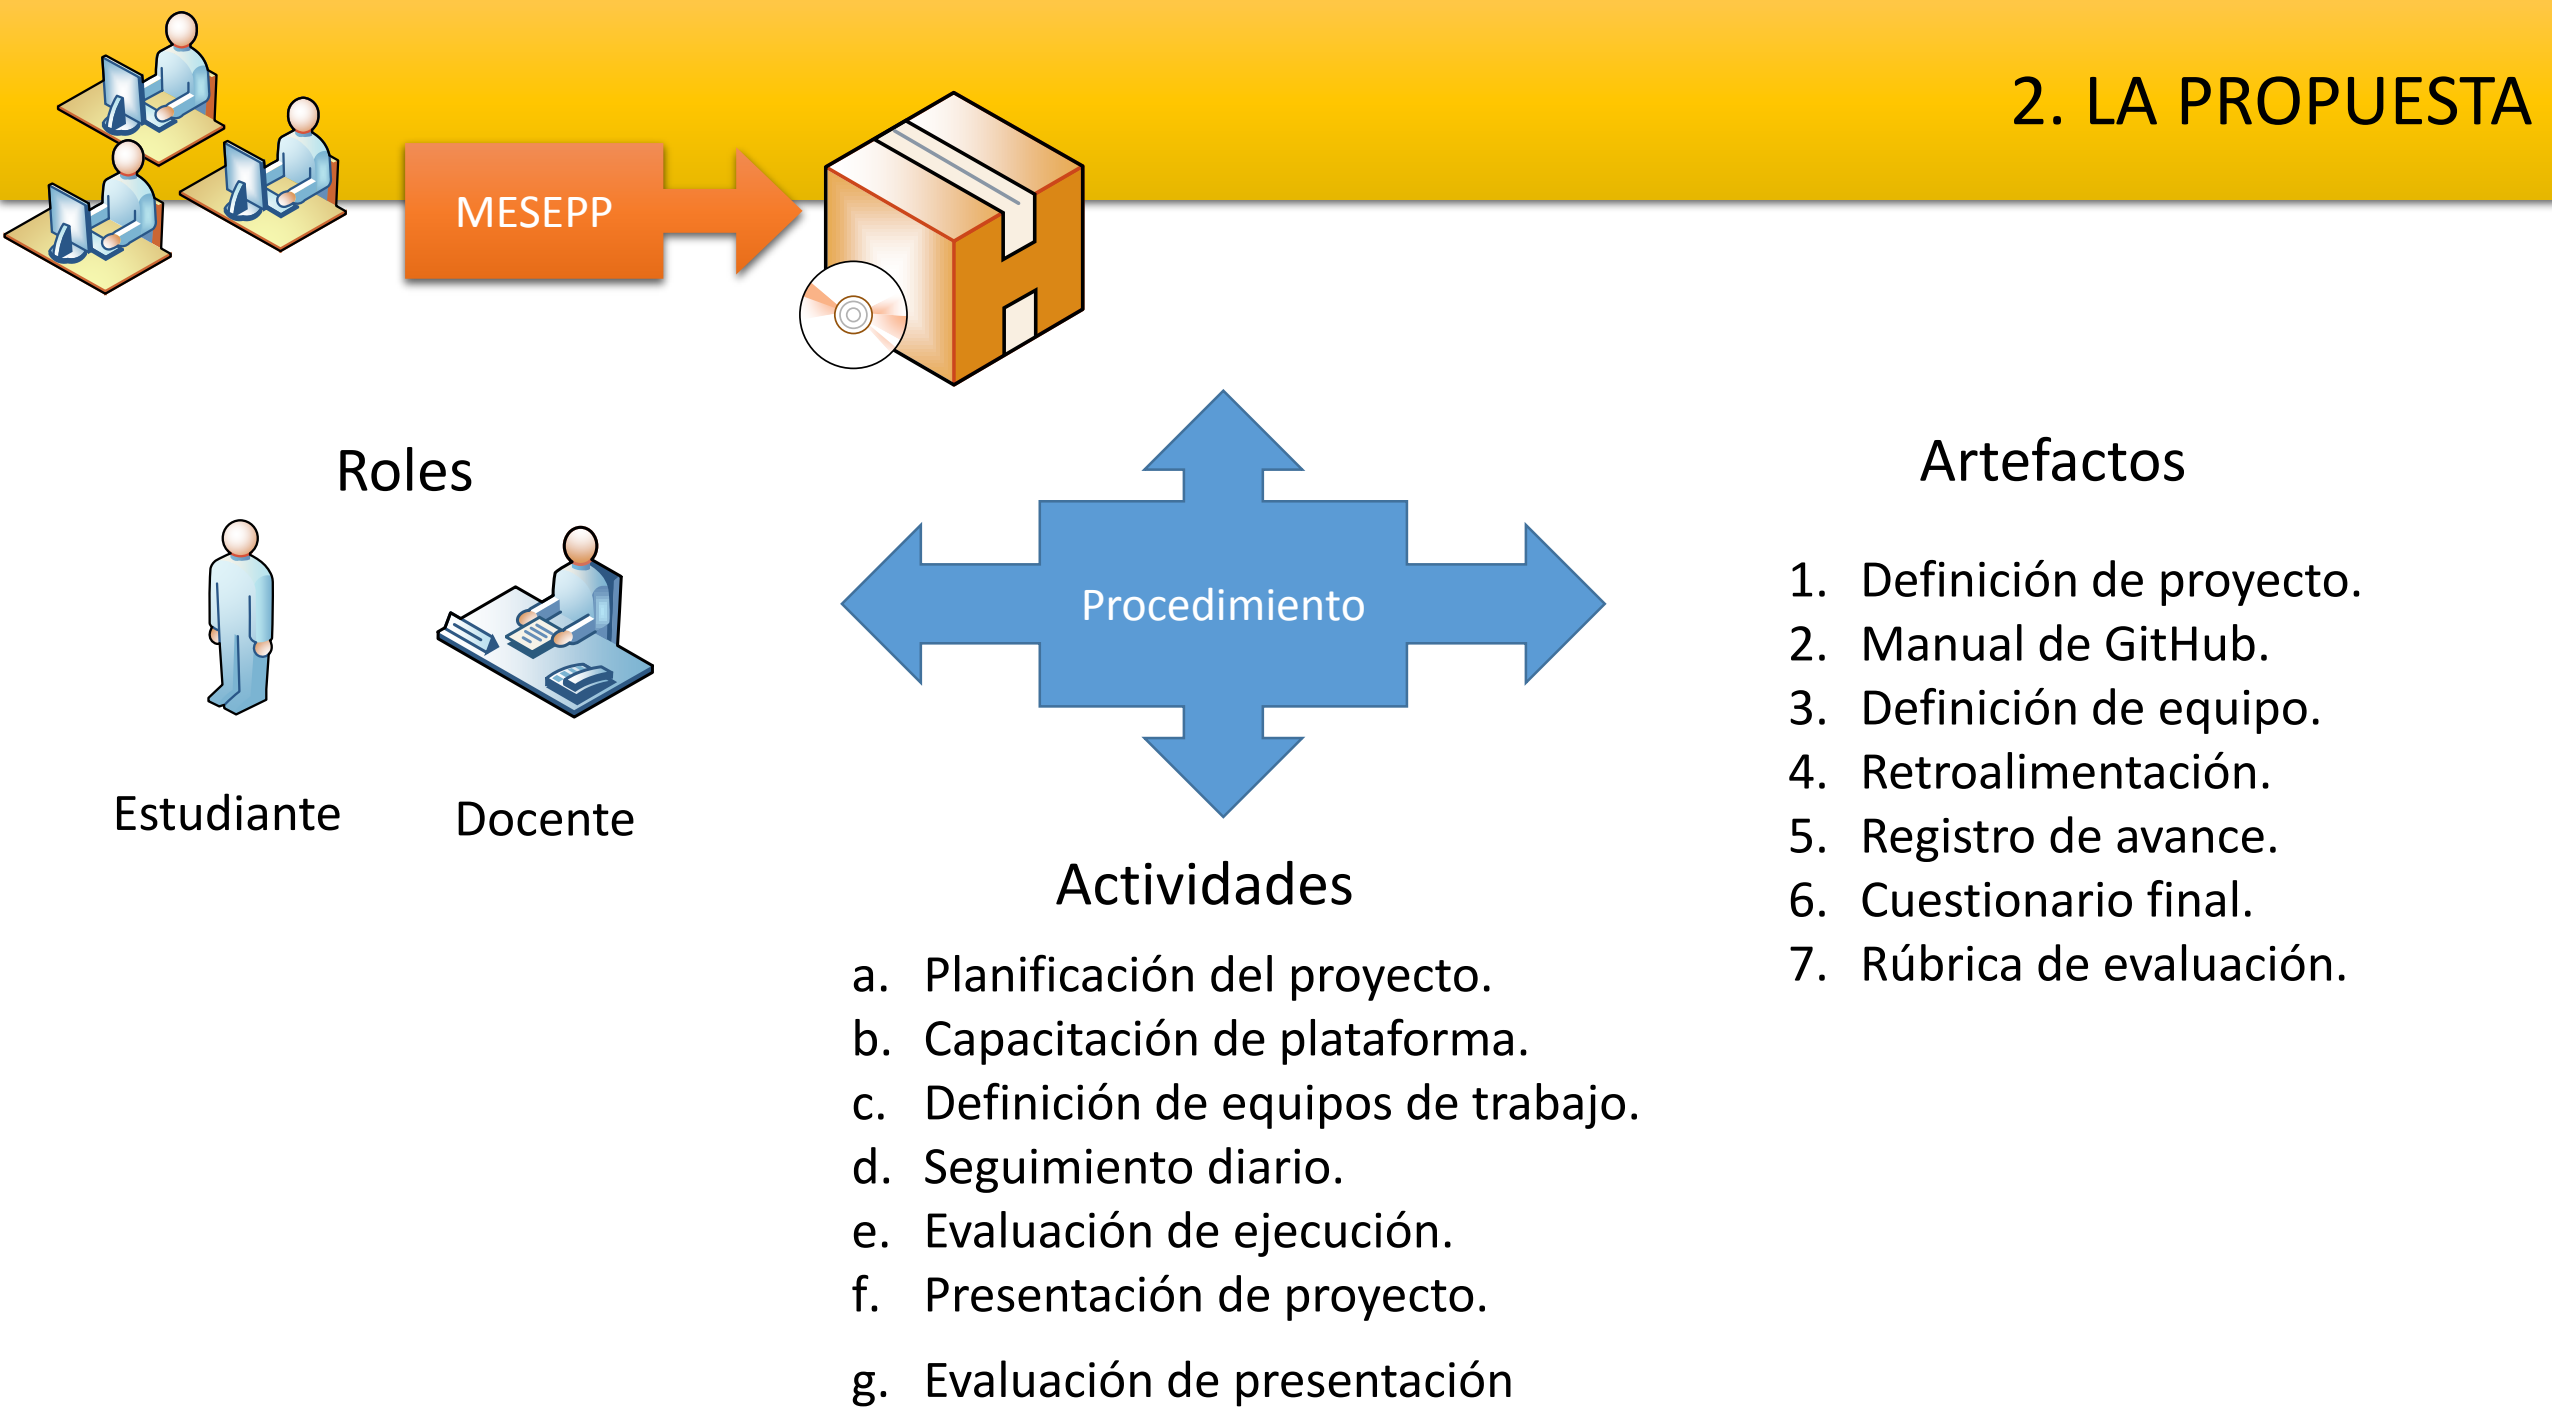 2. LA PROPUESTA
MESEPP
Roles
Estudiante
Docente
Procedimiento
Actividades
a. Planificación del proyecto.
b. Capacitación de plataforma.
c. Definición de equipos de trabajo.
d. Seguimiento diario.
e. Evaluación de ejecución.
f. Presentación de proyecto.
g. Evaluación de presentación
Artefactos
1. Definición de proyecto.
2. Manual de GitHub.
3. Definición de equipo.
4. Retroalimentación.
5. Registro de avance.
6. Cuestionario final.
7. Rúbrica de evaluación.